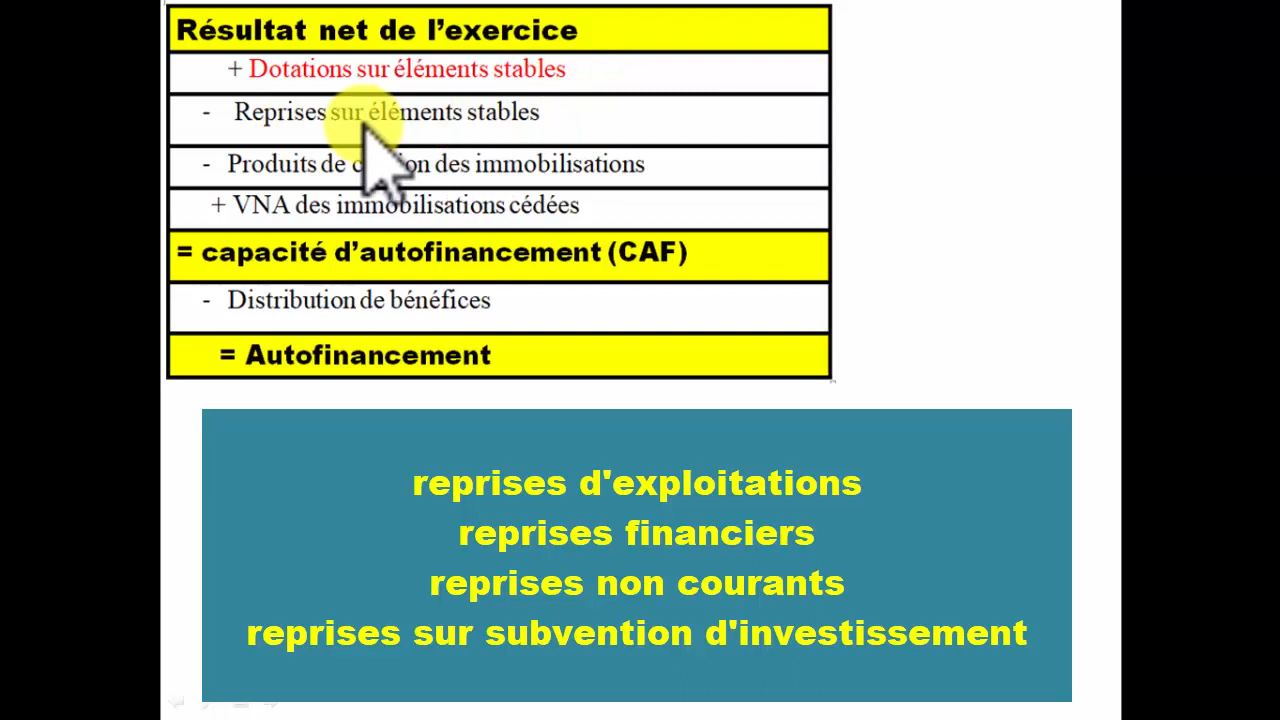 Résultat net de l’exercice
+ Dotations sur éléments stables
- Reprises sur éléments stables
- Produits de cession des immobilisations
+ VNA des immobilisations cédées
= capacité d’autofinancement (CAF)
- Distribution de bénéfices
= Autofinancement
reprises d'exploitations
reprises financiers
reprises non courants
reprises sur subvention d'investissement